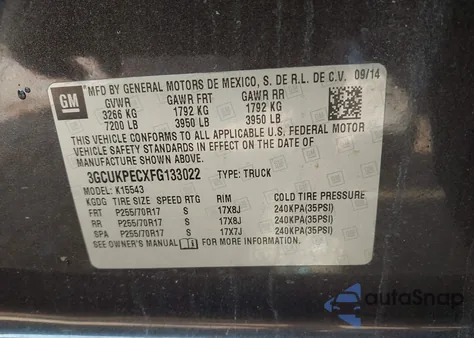 GM
MFD BY GENERAL MOTORS DE MEXICO, S. DE R.L. DE C.V. 09/14
GVWR GAWR FRT GAWR RR
3266 KG 1792 KG 1792 KG
7200 LB 3950 LB 3950 LB
THIS VEHICLE CONFORMS TO ALL APPLICABLE U.S. FEDERAL MOTOR
VEHICLE SAFETY STANDARDS IN EFFECT ON THE DATE OF
MANUFACTURE SHOWN ABOVE.
3GCUKPECXFG133022 TYPE: TRUCK
MODEL: K15543
KGDG TIRE SIZE SPEED RTG RIM COLD TIRE PRESSURE
FRT P255/70R17 S 17X8J 240KPA(35PSI)
RR P255/70R17 S 17X8J 240KPA(35PSI)
SPA P255/70R17 S 17X7J 240KPA(35PSI)
SEE OWNER'S MANUAL FOR MORE INFORMATION.
autoSnap